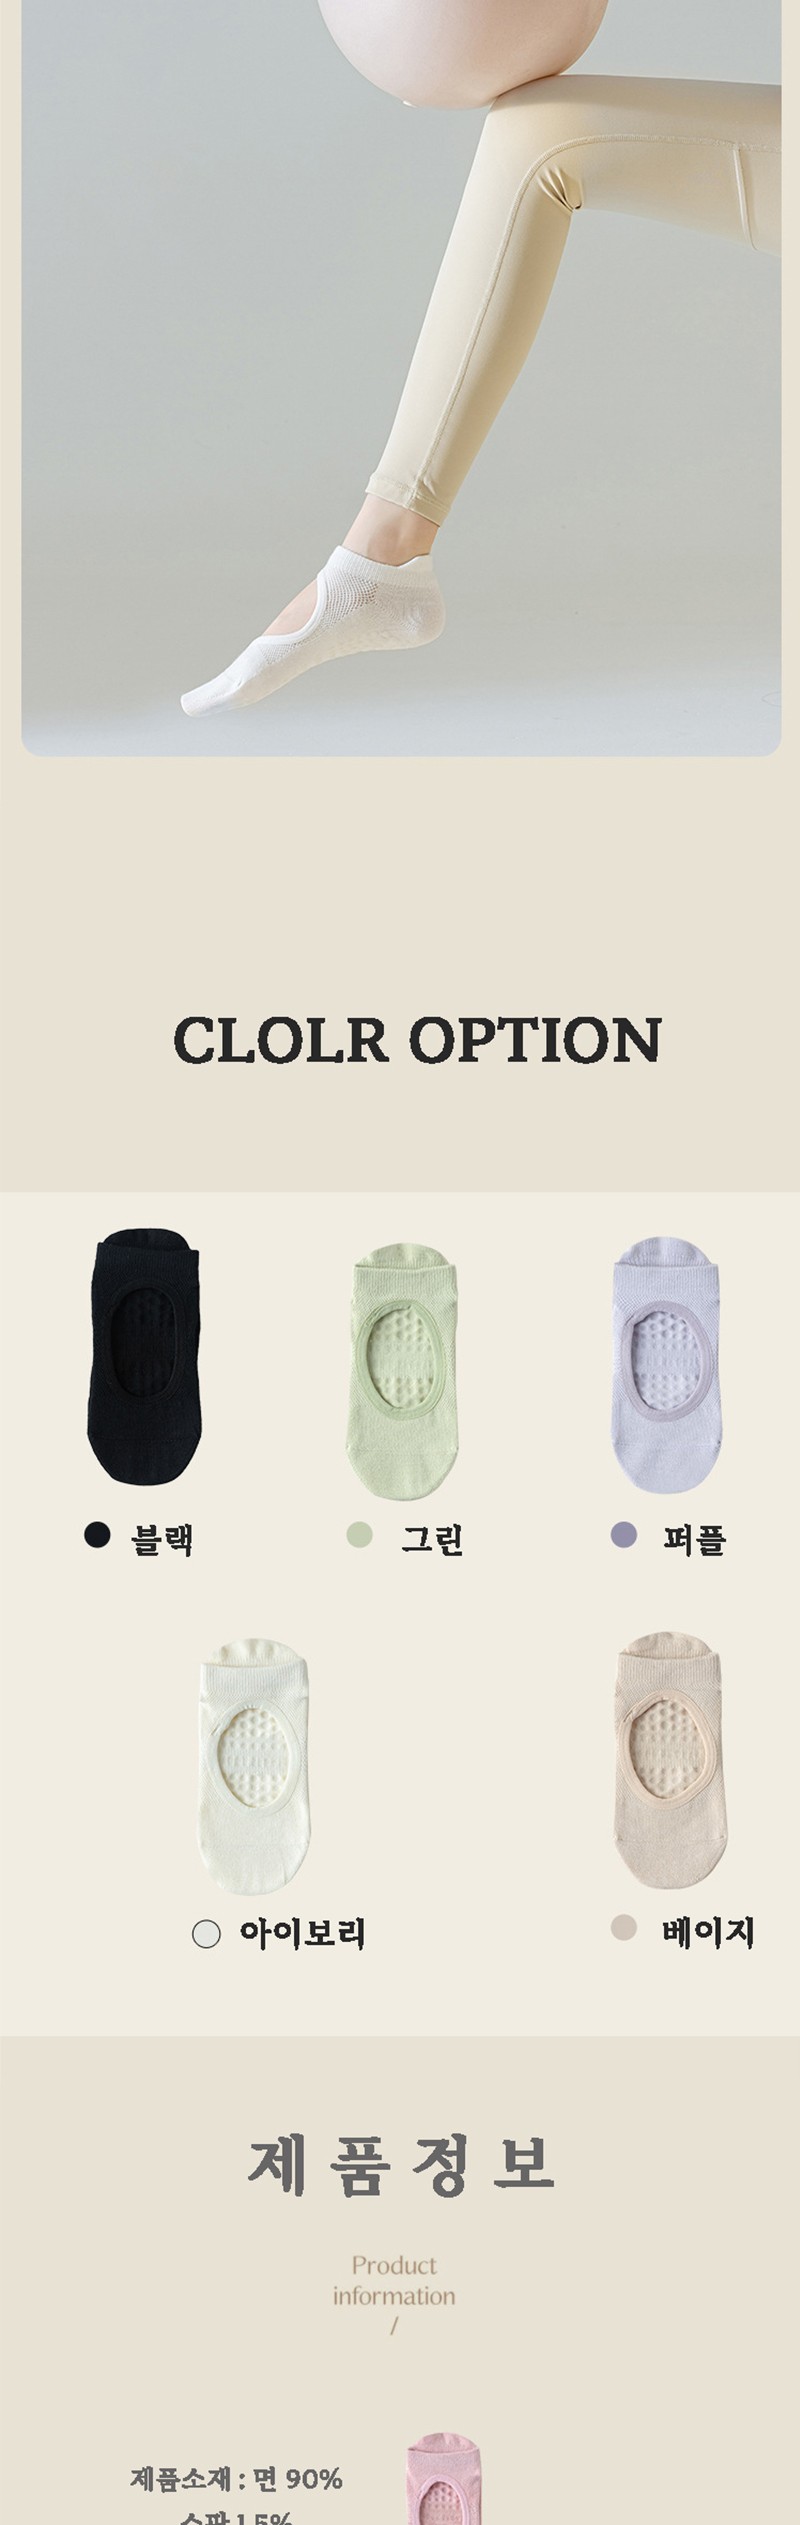 CLOLR OPTION
블랙
그린
퍼플
아이보리
베이지
제품정보
Product
information
/
제품소재 : 면 90%